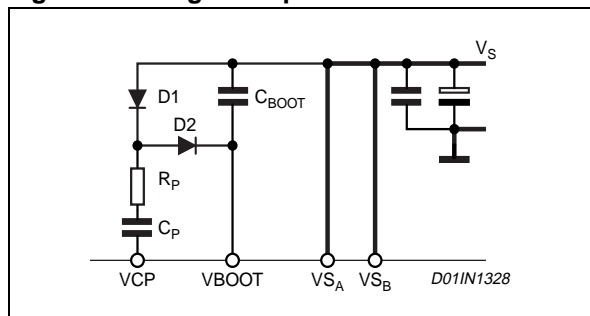 V_S
D1
C_BOOT
D2
R_P
C_P
VCP
VBOOT
VS_A
VS_B
D01IN1328